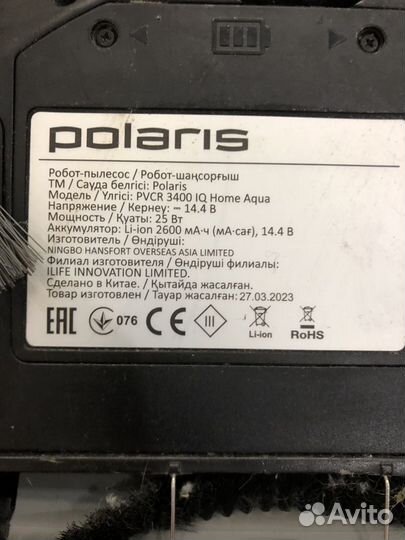 polaris
Робот-пылесос / Робот-шаңсорғыш
ТМ / Сауда белгісі: Polaris
Модель / Үлгісі: PVCR 3400 IQ Home Aqua
Напряжение / Кернеу: ⎓ 14.4 В
Мощность / Қуаты: 25 Вт
Аккумулятор: Li-ion 2600 мА·ч (мА·сағ), 14.4 В
Изготовитель / Өндіруші:
NINGBO HANSFORT OVERSEAS ASIA LIMITED
Филиал изготовителя / Өндіруші филиалы:
ILIFE INNOVATION LIMITED.
Сделано в Китае. / Қытайда жасалған.
Товар изготовлен / Тауар жасалған: 27.03.2023
EAC 076 CE III
Li-ion RoHS
Avito